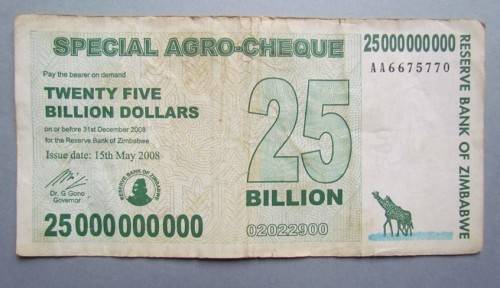 SPECIAL AGRO-CHEQUE
25000000000
AA6675770
Pay the bearer on demand
TWENTY FIVE
BILLION DOLLARS
on or before 31st December 2008
for the Reserve Bank of Zimbabwe
Issue date: 15th May 2008
Dr. G Gono
Governor
RESERVE BANK OF ZIMBABWE
25000000000
25
BILLION
02022900
RESERVE BANK OF ZIMBABWE